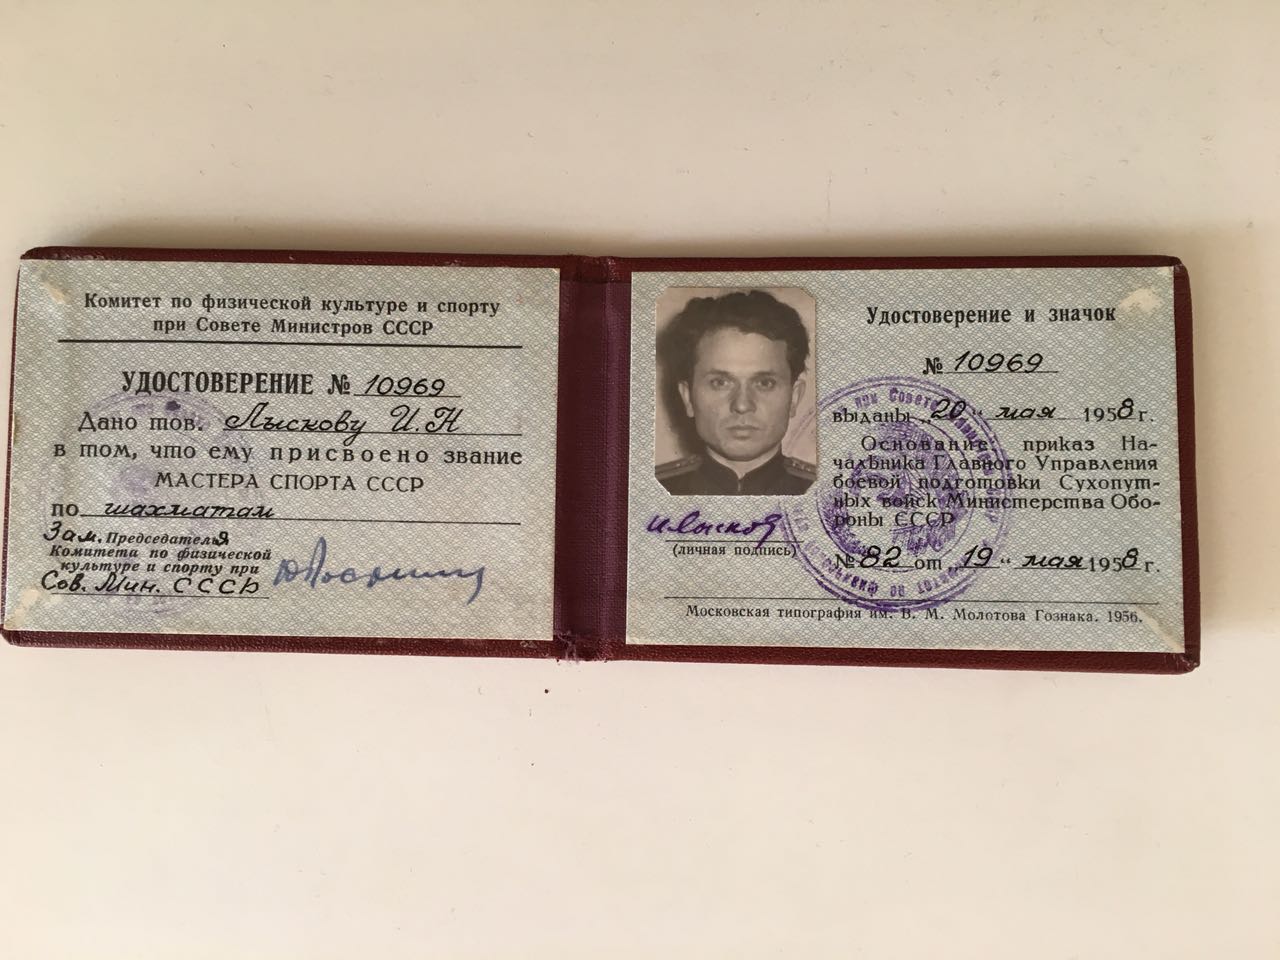 Комитет по физической культуре и спорту
при Совете Министров СССР
УДОСТОВЕРЕНИЕ № 10969
Дано тов. Лыскову И.Н
в том, что ему присвоено звание
МАСТЕРА СПОРТА СССР
по шахматам
Зам. Председателя
Комитета по физической
культуре и спорту при
Сов. Мин. СССР
Удостоверение и значок
№ 10969
выданы „20" мая 1958 г.
Основание: приказ На-
чальника Главного Управления
боевой подготовки Сухопут-
ных войск Министерства Обо-
роны СССР
№ 82 от „19" мая 1958 г.
И Лысков
(личная подпись)
Московская типография им. В. М. Молотова Гознака. 1956.